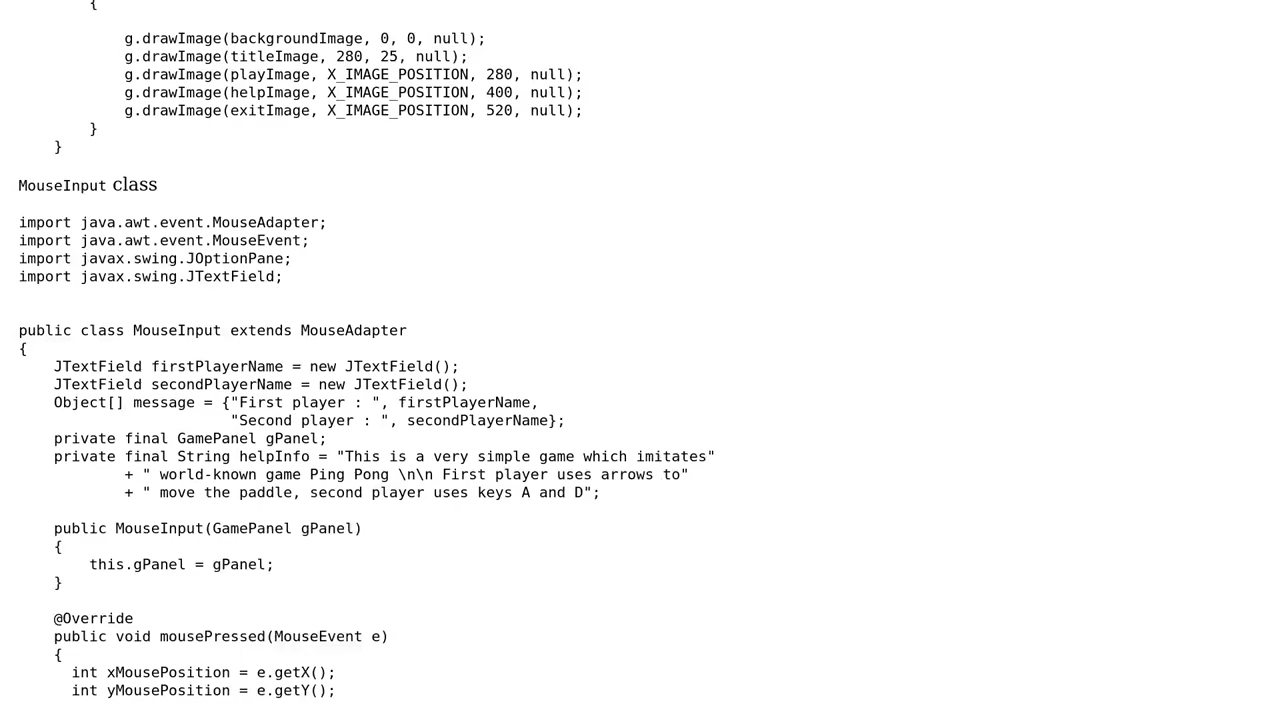 {
g.drawImage(backgroundImage, 0, 0, null);
g.drawImage(titleImage, 280, 25, null);
g.drawImage(playImage, X_IMAGE_POSITION, 280, null);
g.drawImage(helpImage, X_IMAGE_POSITION, 400, null);
g.drawImage(exitImage, X_IMAGE_POSITION, 520, null);
}
}
MouseInput class
import java.awt.event.MouseAdapter;
import java.awt.event.MouseEvent;
import javax.swing.JOptionPane;
import javax.swing.JTextField;
public class MouseInput extends MouseAdapter
{
JTextField firstPlayerName = new JTextField();
JTextField secondPlayerName = new JTextField();
Object[] message = {"First player : ", firstPlayerName,
"Second player : ", secondPlayerName};
private final GamePanel gPanel;
private final String helpInfo = "This is a very simple game which imitates"
+ " world-known game Ping Pong \n\n First player uses arrows to"
+ " move the paddle, second player uses keys A and D";
public MouseInput(GamePanel gPanel)
{
this.gPanel = gPanel;
}
@Override
public void mousePressed(MouseEvent e)
{
int xMousePosition = e.getX();
int yMousePosition = e.getY();